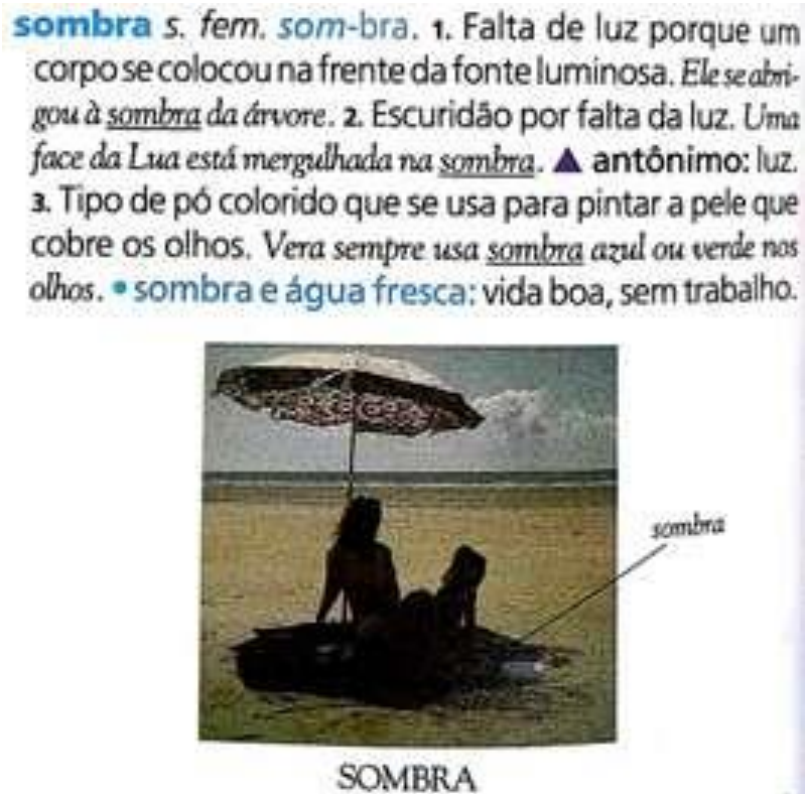 sombra s. fem. som-bra. 1. Falta de luz porque um
corpo se colocou na frente da fonte luminosa. Ele se abri-
gou à sombra da árvore. 2. Escuridão por falta da luz. Uma
face da Lua está mergulhada na sombra. ▲ antônimo: luz.
3. Tipo de pó colorido que se usa para pintar a pele que
cobre os olhos. Vera sempre usa sombra azul ou verde nos
olhos. • sombra e água fresca: vida boa, sem trabalho.
sombra
SOMBRA